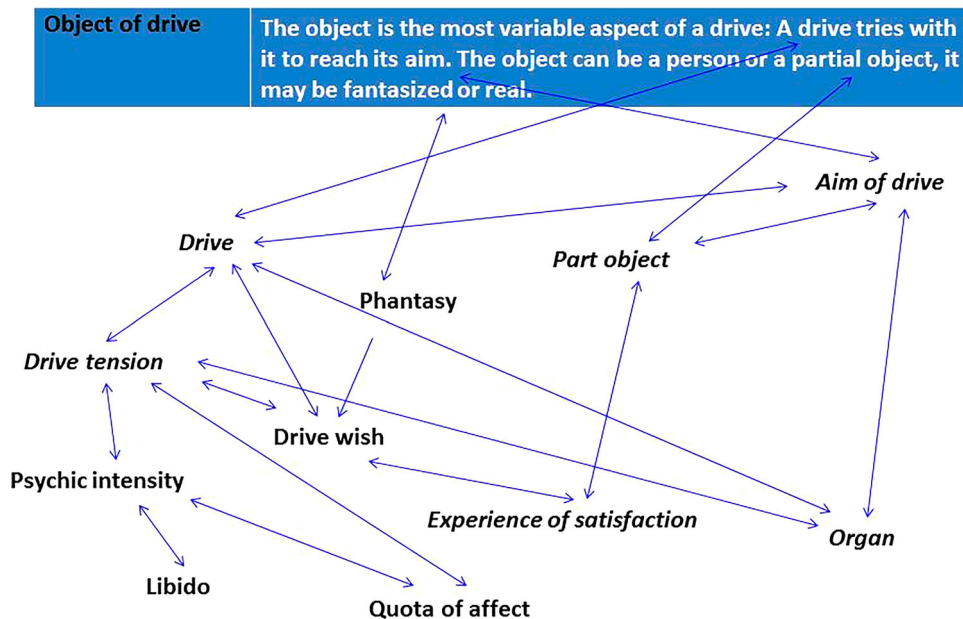 Object of drive
The object is the most variable aspect of a drive: A drive tries with
it to reach its aim. The object can be a person or a partial object, it
may be fantasized or real.
Aim of drive
Drive
Part object
Phantasy
Drive tension
Drive wish
Psychic intensity
Experience of satisfaction
Organ
Libido
Quota of affect